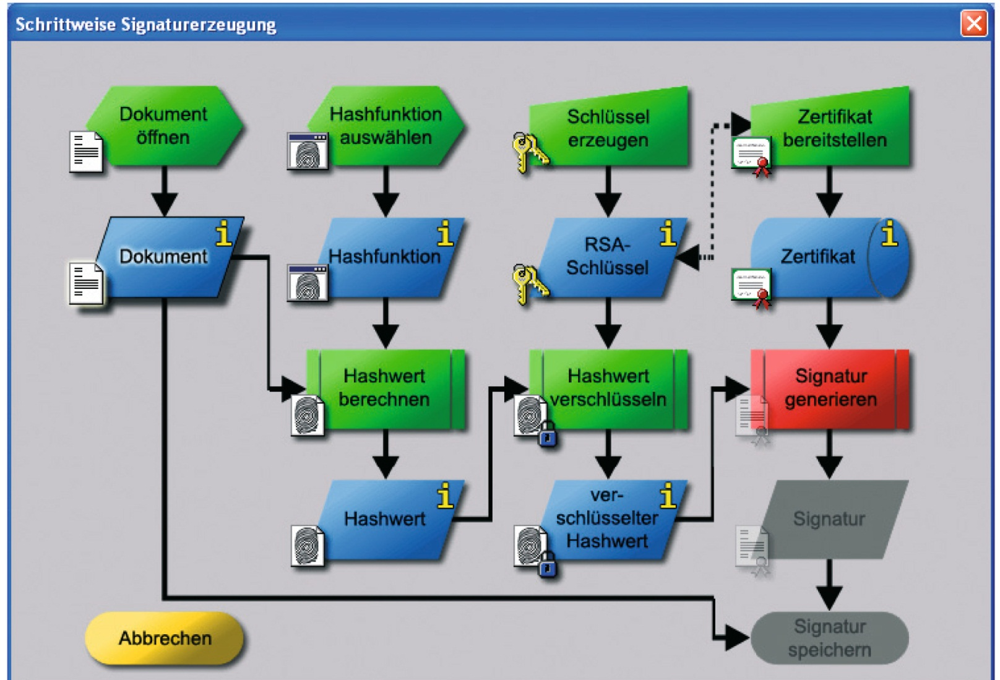 Schrittweise Signaturerzeugung
Dokument
öffnen
Hashfunktion
auswählen
Schlüssel
erzeugen
Zertifikat
bereitstellen
Dokument
i
Hashfunktion
i
RSA-
Schlüssel
i
Zertifikat
i
Hashwert
berechnen
Hashwert
verschlüsseln
Signatur
generieren
Hashwert
i
ver-
schlüsselter
Hashwert
i
Signatur
Abbrechen
Signatur
speichern